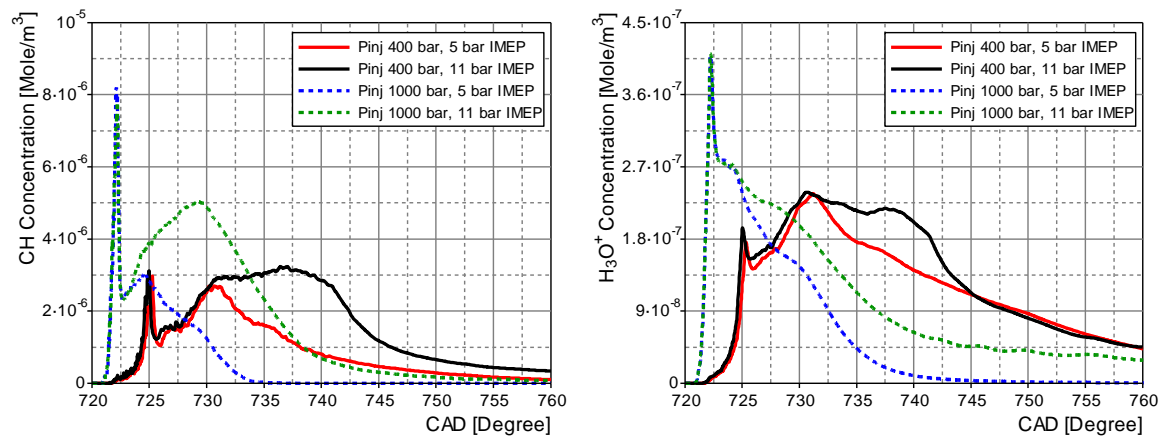 10⁻⁵
8·10⁻⁶
6·10⁻⁶
4·10⁻⁶
2·10⁻⁶
0
CH Concentration [Mole/m³]
Pinj 400 bar, 5 bar IMEP
Pinj 400 bar, 11 bar IMEP
Pinj 1000 bar, 5 bar IMEP
Pinj 1000 bar, 11 bar IMEP
720 725 730 735 740 745 750 755 760
CAD [Degree]
4.5·10⁻⁷
3.6·10⁻⁷
2.7·10⁻⁷
1.8·10⁻⁷
9·10⁻⁸
0
H₃O⁺ Concentration [Mole/m³]
Pinj 400 bar, 5 bar IMEP
Pinj 400 bar, 11 bar IMEP
Pinj 1000 bar, 5 bar IMEP
Pinj 1000 bar, 11 bar IMEP
720 725 730 735 740 745 750 755 760
CAD [Degree]